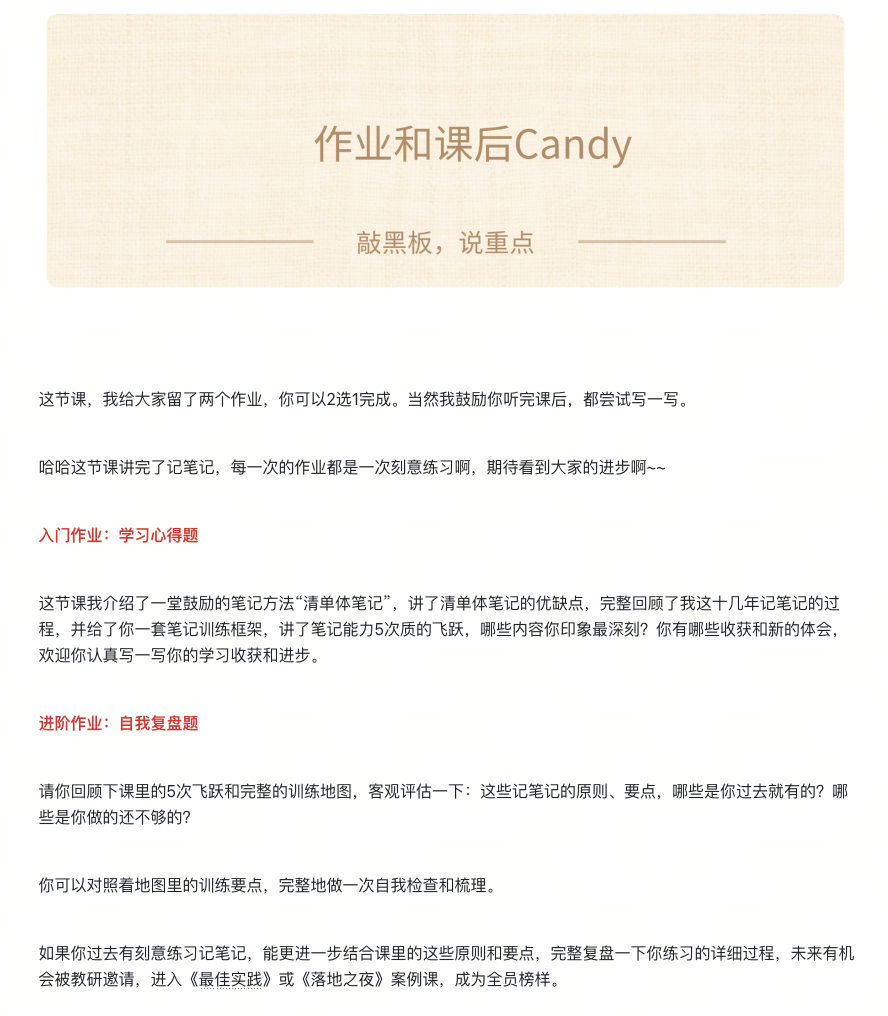 作业和课后Candy
敲黑板，说重点
这节课，我给大家留了两个作业，你可以2选1完成。当然我鼓励你听完课后，都尝试写一写。
哈哈这节课讲完了记笔记，每一次的作业都是一次刻意练习啊，期待看到大家的进步啊~~
入门作业：学习心得题
这节课我介绍了一堂鼓励的笔记方法“清单体笔记”，讲了清单体笔记的优缺点，完整回顾了我这十几年记笔记的过
程，并给了你一套笔记训练框架，讲了笔记能力5次质的飞跃，哪些内容你印象最深刻？你有哪些收获和新的体会，
欢迎你认真写一写你的学习收获和进步。
进阶作业：自我复盘题
请你回顾下课里的5次飞跃和完整的训练地图，客观评估一下：这些记笔记的原则、要点，哪些是你过去就有的？哪
些是你做的还不够的？
你可以对照着地图里的训练要点，完整地做一次自我检查和梳理。
如果你过去有刻意练习记笔记，能更进一步结合课里的这些原则和要点，完整复盘一下你练习的详细过程，未来有机
会被教研邀请，进入《最佳实践》或《落地之夜》案例课，成为全员榜样。